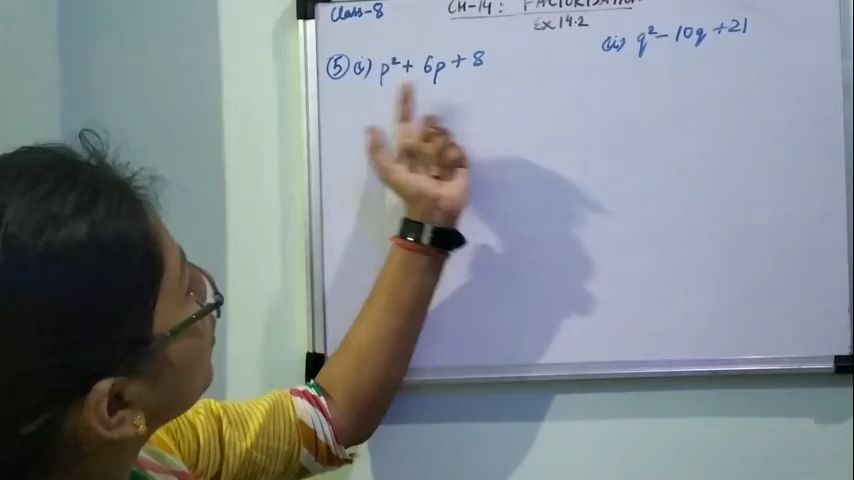 Class-8
CH-14: FACTORISATION
Ex 14.2
⑤ (i) p² + 6p + 8
(ii) q² - 10q + 21